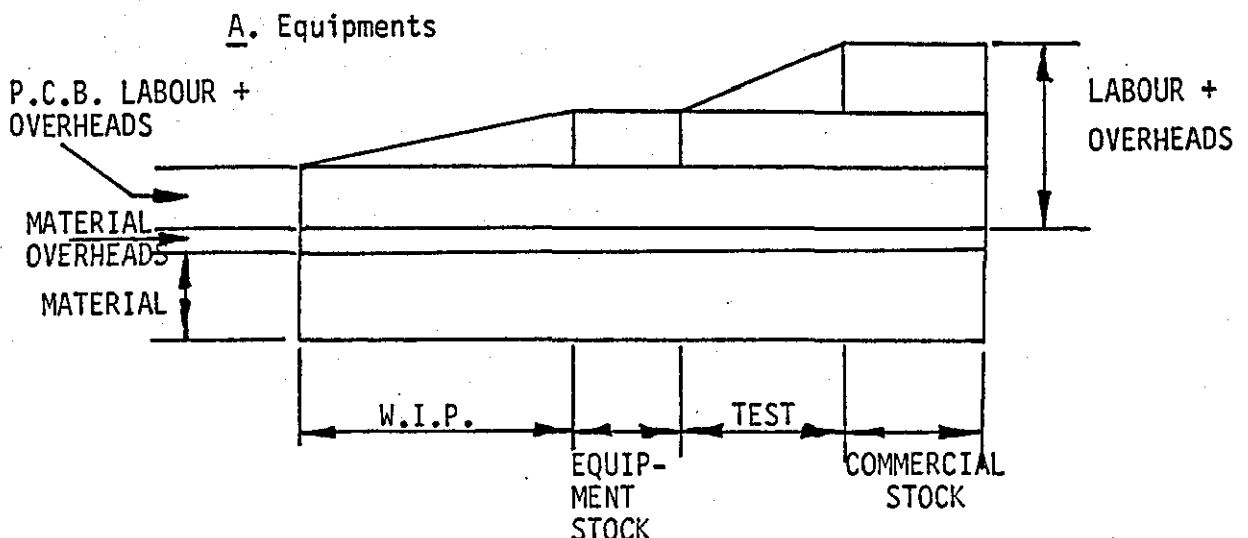 A. Equipments
P.C.B. LABOUR +
OVERHEADS
LABOUR +
OVERHEADS
MATERIAL
OVERHEADS
MATERIAL
W.I.P.
TEST
EQUIP-
MENT
STOCK
COMMERCIAL
STOCK